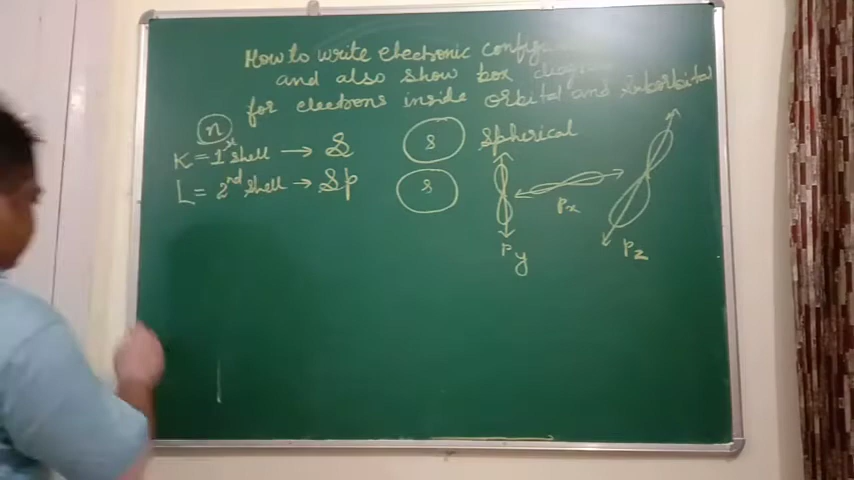 How to write electronic
and also show box
for electrons inside orbital and suborbital
n
K = 1st shell → S s Spherical
L = 2nd shell → Sp s Py Px Pz